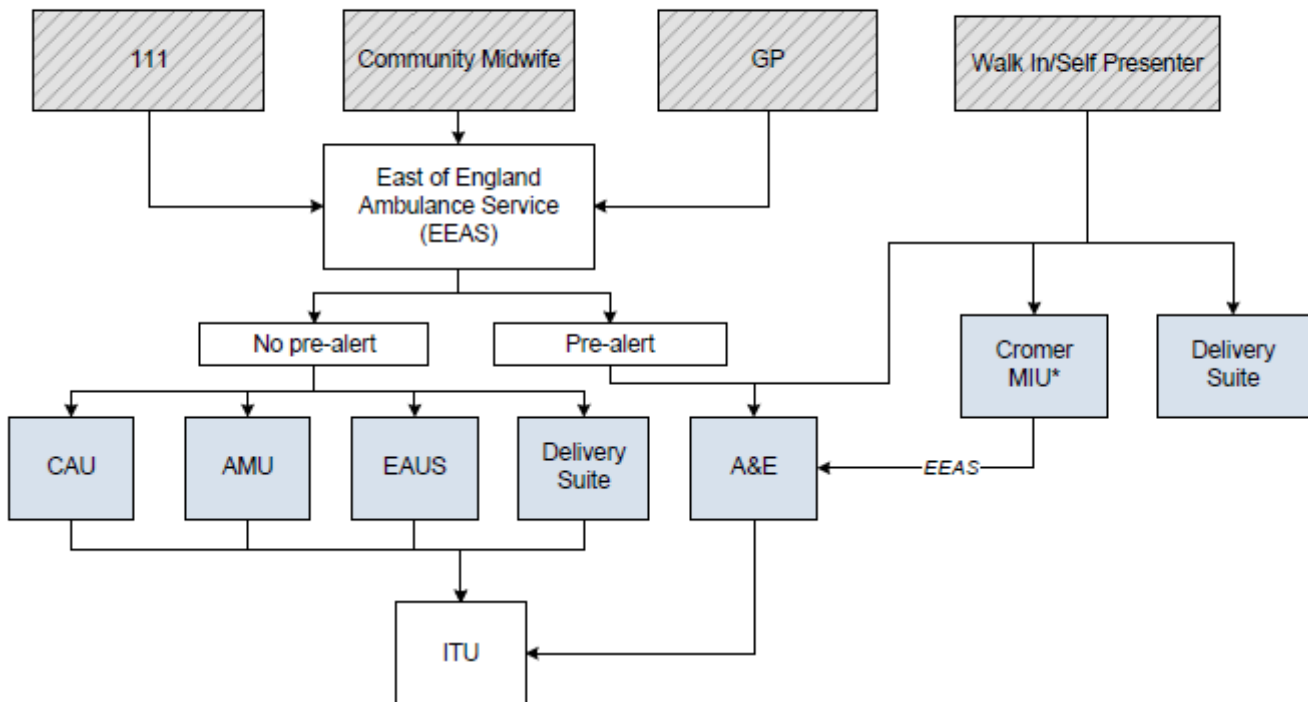 111
Community Midwife
GP
Walk In/Self Presenter
East of England
Ambulance Service
(EEAS)
No pre-alert
Pre-alert
Cromer
MIU*
Delivery
Suite
CAU
AMU
EAUS
Delivery
Suite
A&E
EEAS
ITU